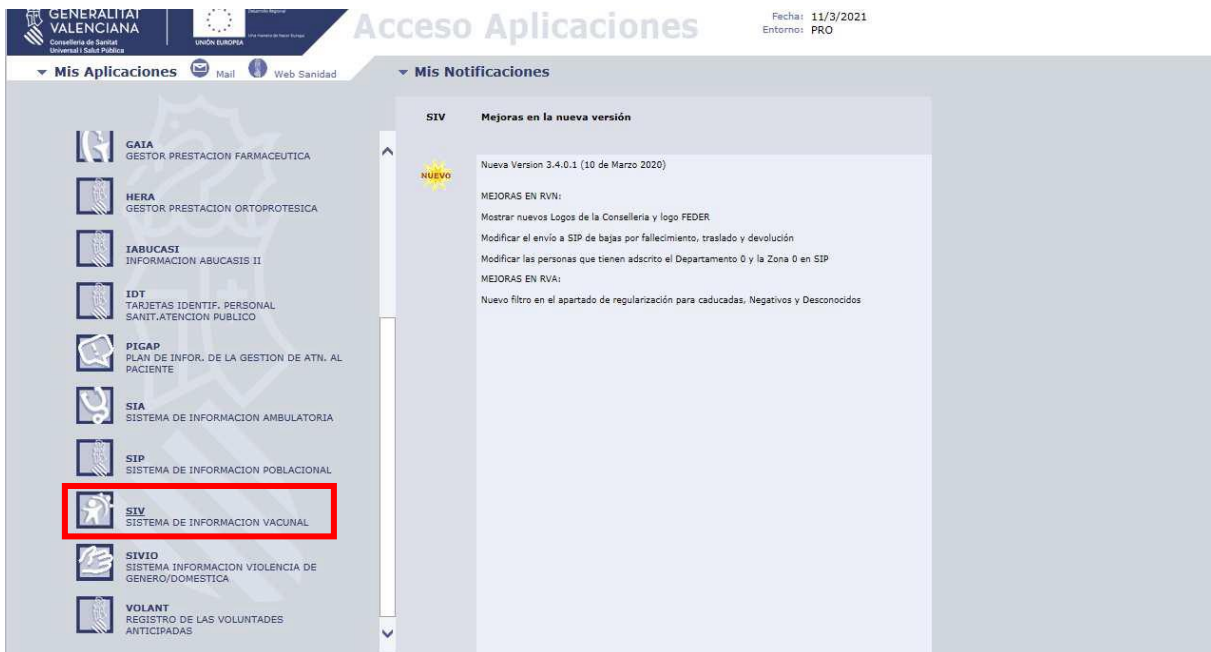 GENERALITAT
VALENCIANA
Conselleria de Sanitat
Universal i Salut Pública
UNIÓN EUROPEA
Acceso Aplicaciones
Fecha: 11/3/2021
Entorno: PRO
Mis Aplicaciones
Mail
Web Sanidad
Mis Notificaciones
GAIA
GESTOR PRESTACION FARMACEUTICA
HERA
GESTOR PRESTACION ORTOPROTESICA
IABUCASI
INFORMACION ABUCASIS II
IDT
TARJETAS IDENTIF. PERSONAL
SANIT.ATENCION PUBLICO
PIGAP
PLAN DE INFOR. DE LA GESTION DE ATN. AL
PACIENTE
SIA
SISTEMA DE INFORMACION AMBULATORIA
SIP
SISTEMA DE INFORMACION POBLACIONAL
SIV
SISTEMA DE INFORMACION VACUNAL
SIVIO
SISTEMA INFORMACION VIOLENCIA DE
GENERO/DOMESTICA
VOLANT
REGISTRO DE LAS VOLUNTADES
ANTICIPADAS
SIV Mejoras en la nueva versión
NUEVO
Nueva Version 3.4.0.1 (10 de Marzo 2020)
MEJORAS EN RVN:
Mostrar nuevos Logos de la Conselleria y logo FEDER
Modificar el envío a SIP de bajas por fallecimiento, traslado y devolución
Modificar las personas que tienen adscrito el Departamento 0 y la Zona 0 en SIP
MEJORAS EN RVA:
Nuevo filtro en el apartado de regularización para caducadas, Negativos y Desconocidos